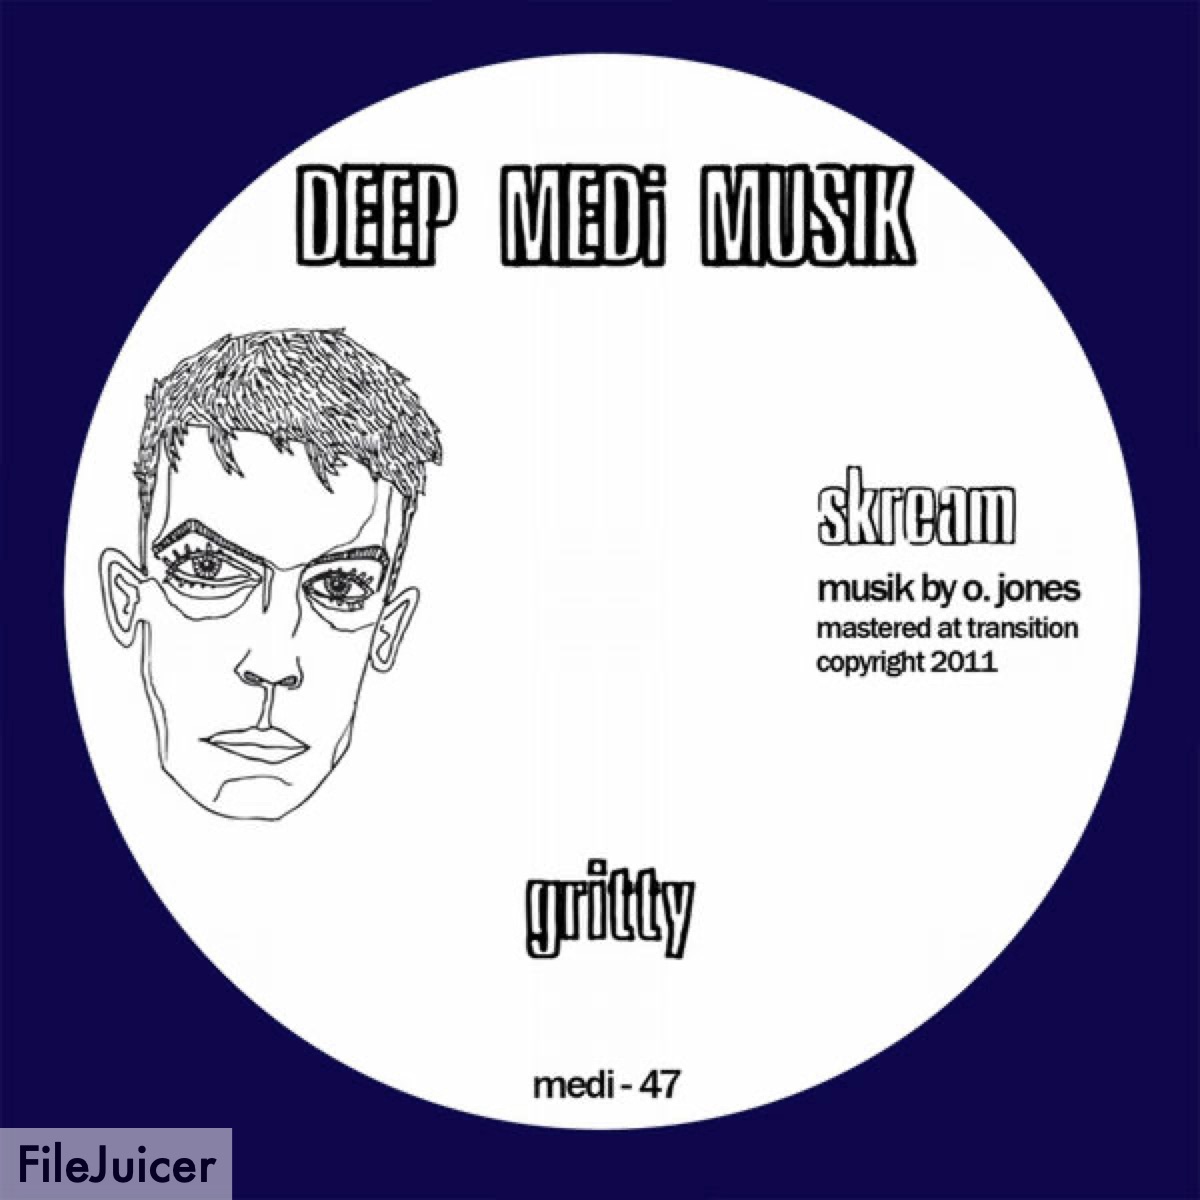 DEEP MEDi MUSIK
skream
musik by o. jones
mastered at transition
copyright 2011
gritty
medi - 47
FileJuicer